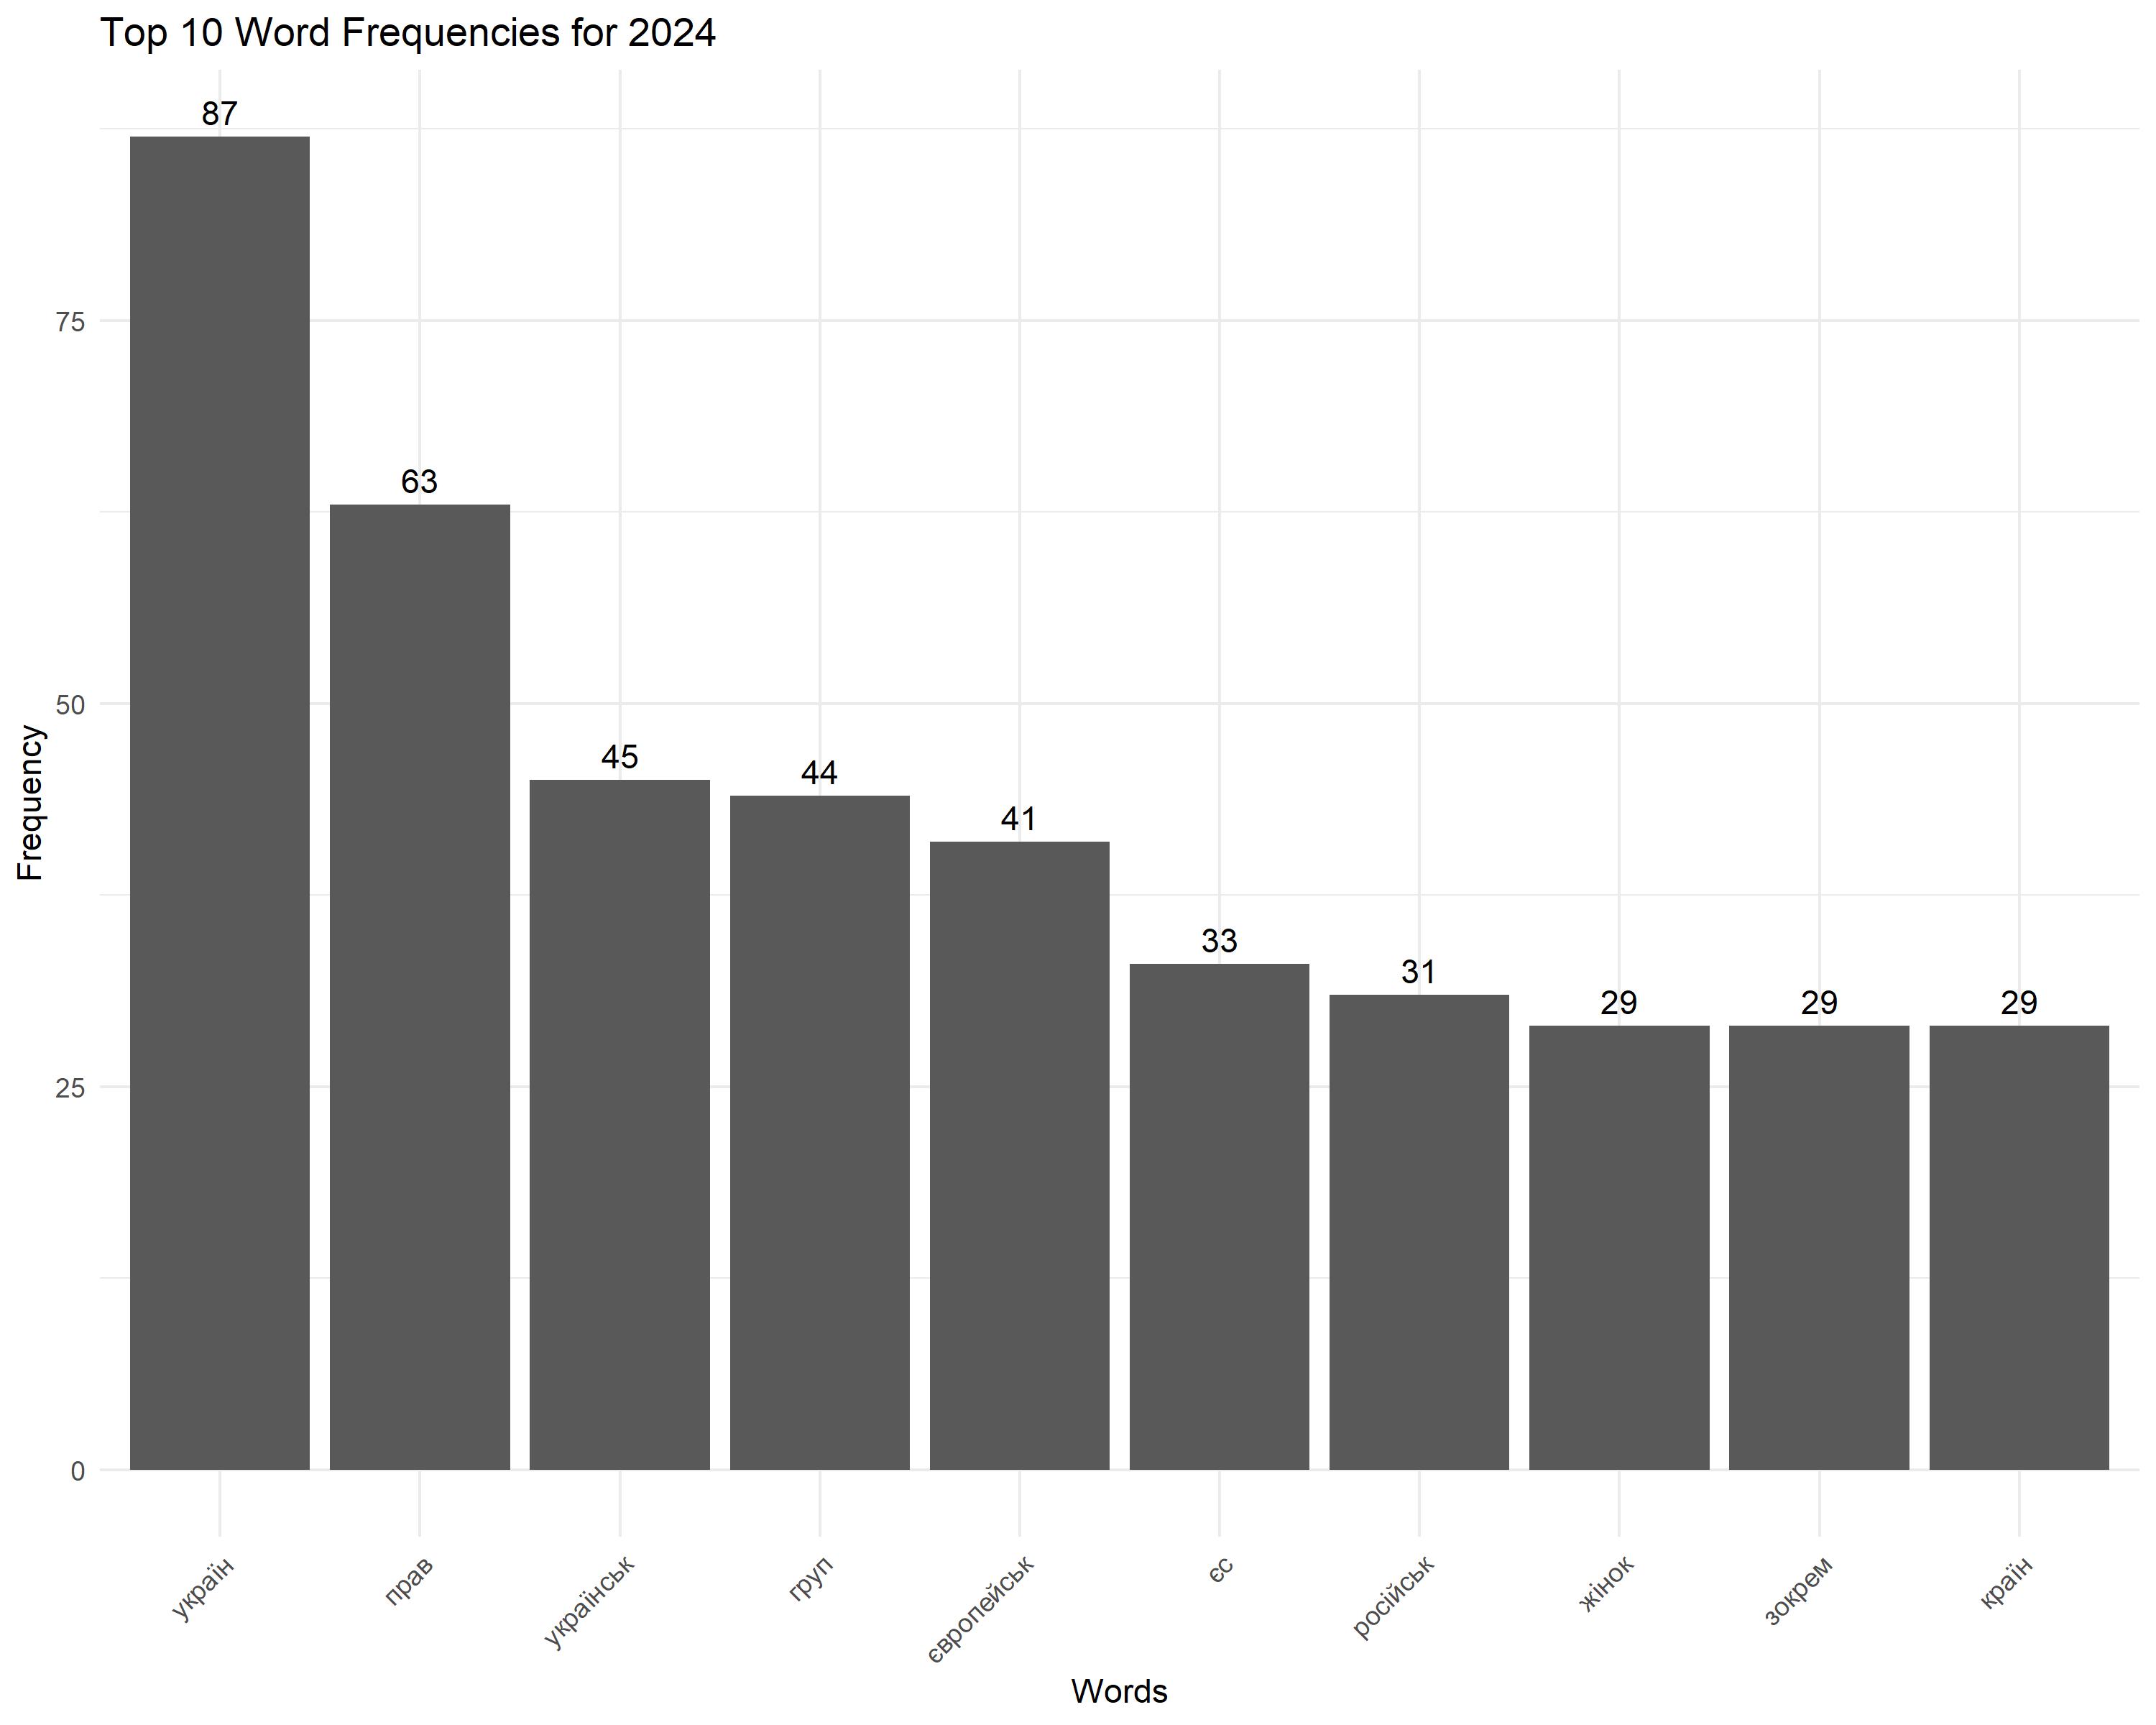 Top 10 Word Frequencies for 2024
87
63
45
44
41
33
31
29
29
29
75
50
25
0
Frequency
україн
прав
українськ
груп
європейськ
єс
російськ
жінок
зокрем
країн
Words